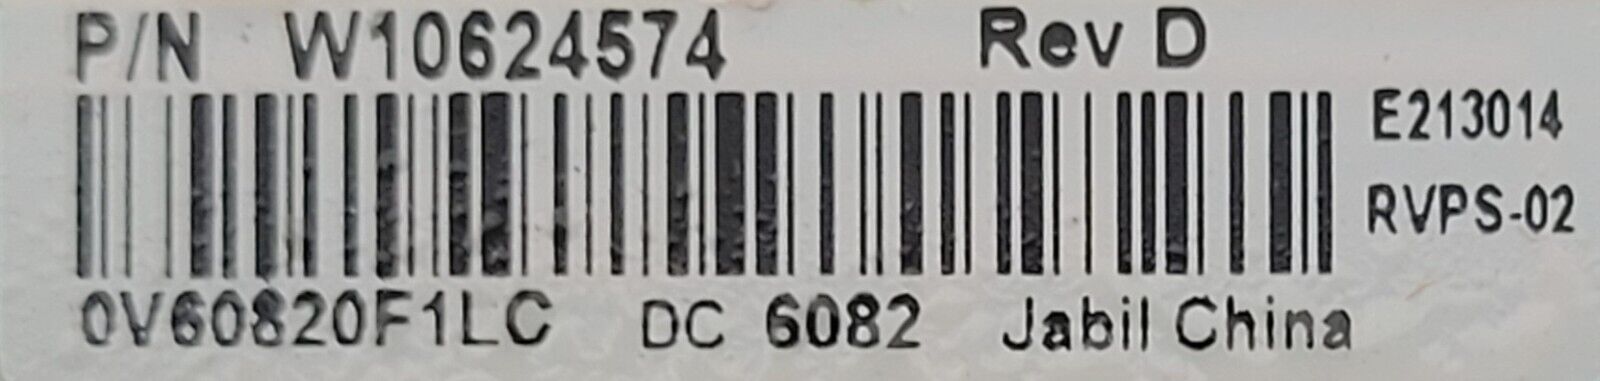 P/N W10624574 Rev D
E213014
RVPS-02
0V60820F1LC DC 6082 Jabil China